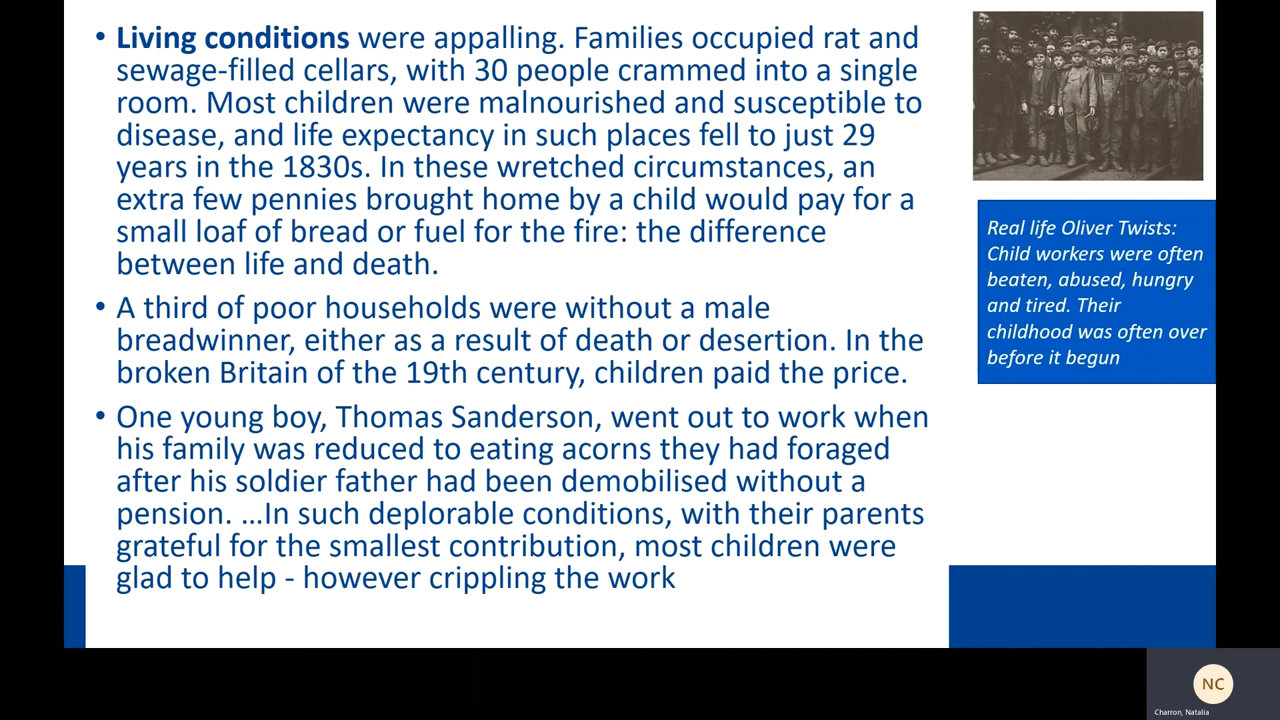 • Living conditions were appalling. Families occupied rat and
sewage-filled cellars, with 30 people crammed into a single
room. Most children were malnourished and susceptible to
disease, and life expectancy in such places fell to just 29
years in the 1830s. In these wretched circumstances, an
extra few pennies brought home by a child would pay for a
small loaf of bread or fuel for the fire: the difference
between life and death.
• A third of poor households were without a male
breadwinner, either as a result of death or desertion. In the
broken Britain of the 19th century, children paid the price.
• One young boy, Thomas Sanderson, went out to work when
his family was reduced to eating acorns they had foraged
after his soldier father had been demobilised without a
pension. …In such deplorable conditions, with their parents
grateful for the smallest contribution, most children were
glad to help - however crippling the work
Real life Oliver Twists:
Child workers were often
beaten, abused, hungry
and tired. Their
childhood was often over
before it begun
NC
Charron, Natalia